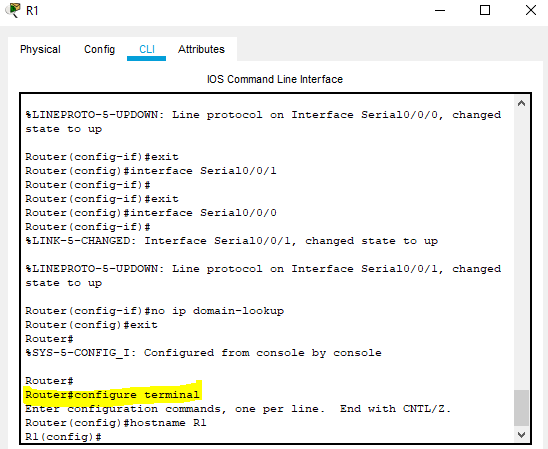 R1
Physical Config CLI Attributes
IOS Command Line Interface
%LINEPROTO-5-UPDOWN: Line protocol on Interface Serial0/0/0, changed
state to up
Router(config-if)#exit
Router(config)#interface Serial0/0/1
Router(config-if)#
Router(config-if)#exit
Router(config)#interface Serial0/0/0
Router(config-if)#
%LINK-5-CHANGED: Interface Serial0/0/1, changed state to up
%LINEPROTO-5-UPDOWN: Line protocol on Interface Serial0/0/1, changed
state to up
Router(config-if)#no ip domain-lookup
Router(config)#exit
Router#
%SYS-5-CONFIG_I: Configured from console by console
Router#
Router#configure terminal
Enter configuration commands, one per line.  End with CNTL/Z.
Router(config)#hostname R1
R1(config)#